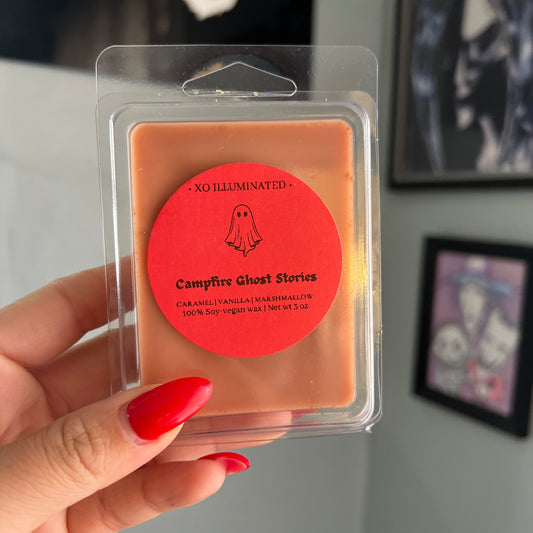 · XO ILLUMINATED ·
Campfire Ghost Stories
CARAMEL | VANILLA | MARSHMALLOW
100% Soy-vegan wax | Net wt 3 oz